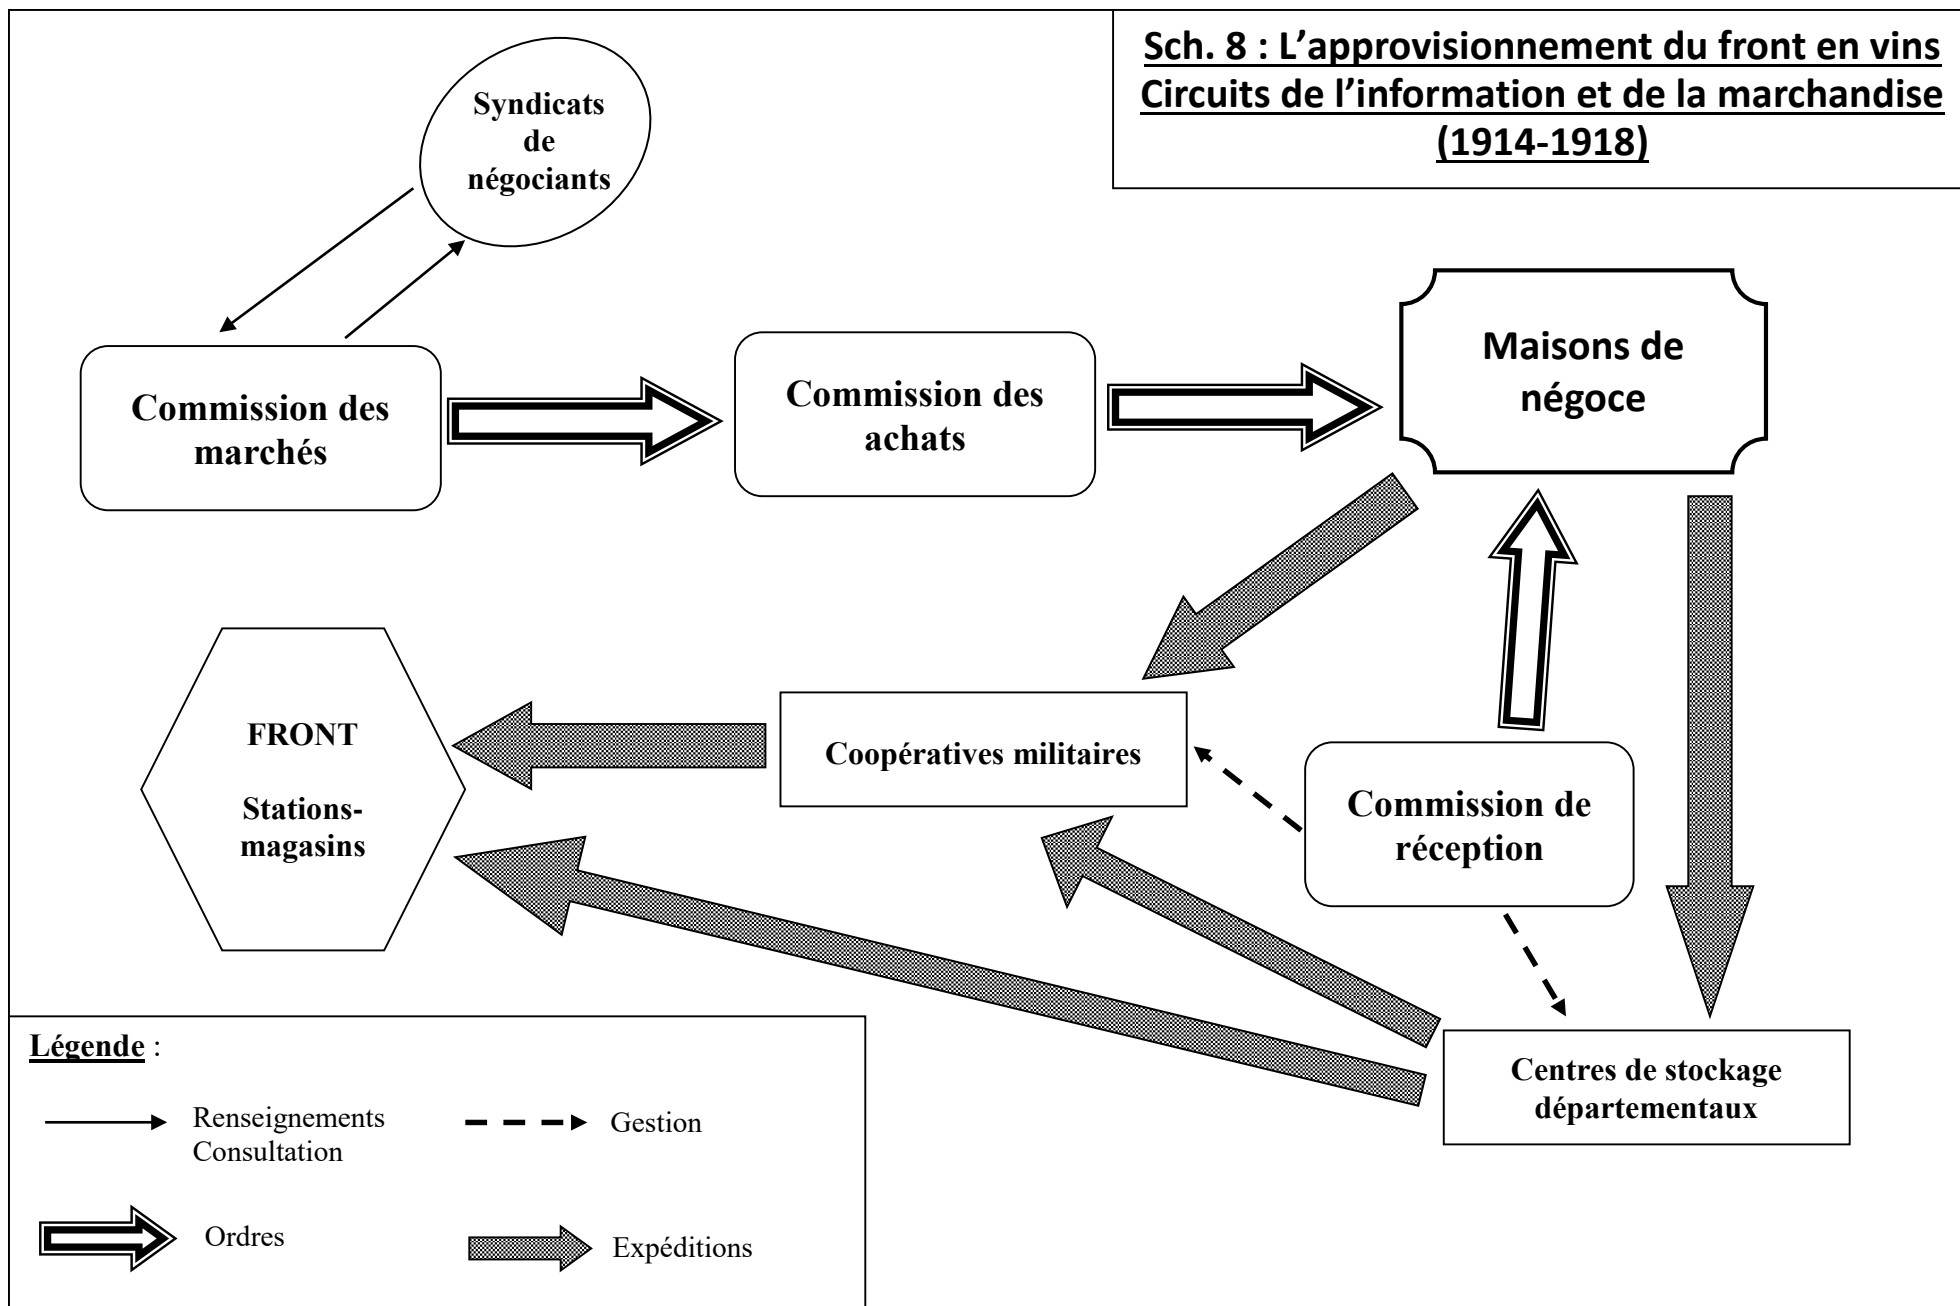 Sch. 8 : L’approvisionnement du front en vins
Circuits de l’information et de la marchandise
(1914-1918)
Syndicats
de
négociants
Commission des
marchés
Commission des
achats
Maisons de
négoce
FRONT
Stations-
magasins
Coopératives militaires
Commission de
réception
Centres de stockage
départementaux
Légende :
Renseignements
Consultation
Gestion
Ordres
Expéditions